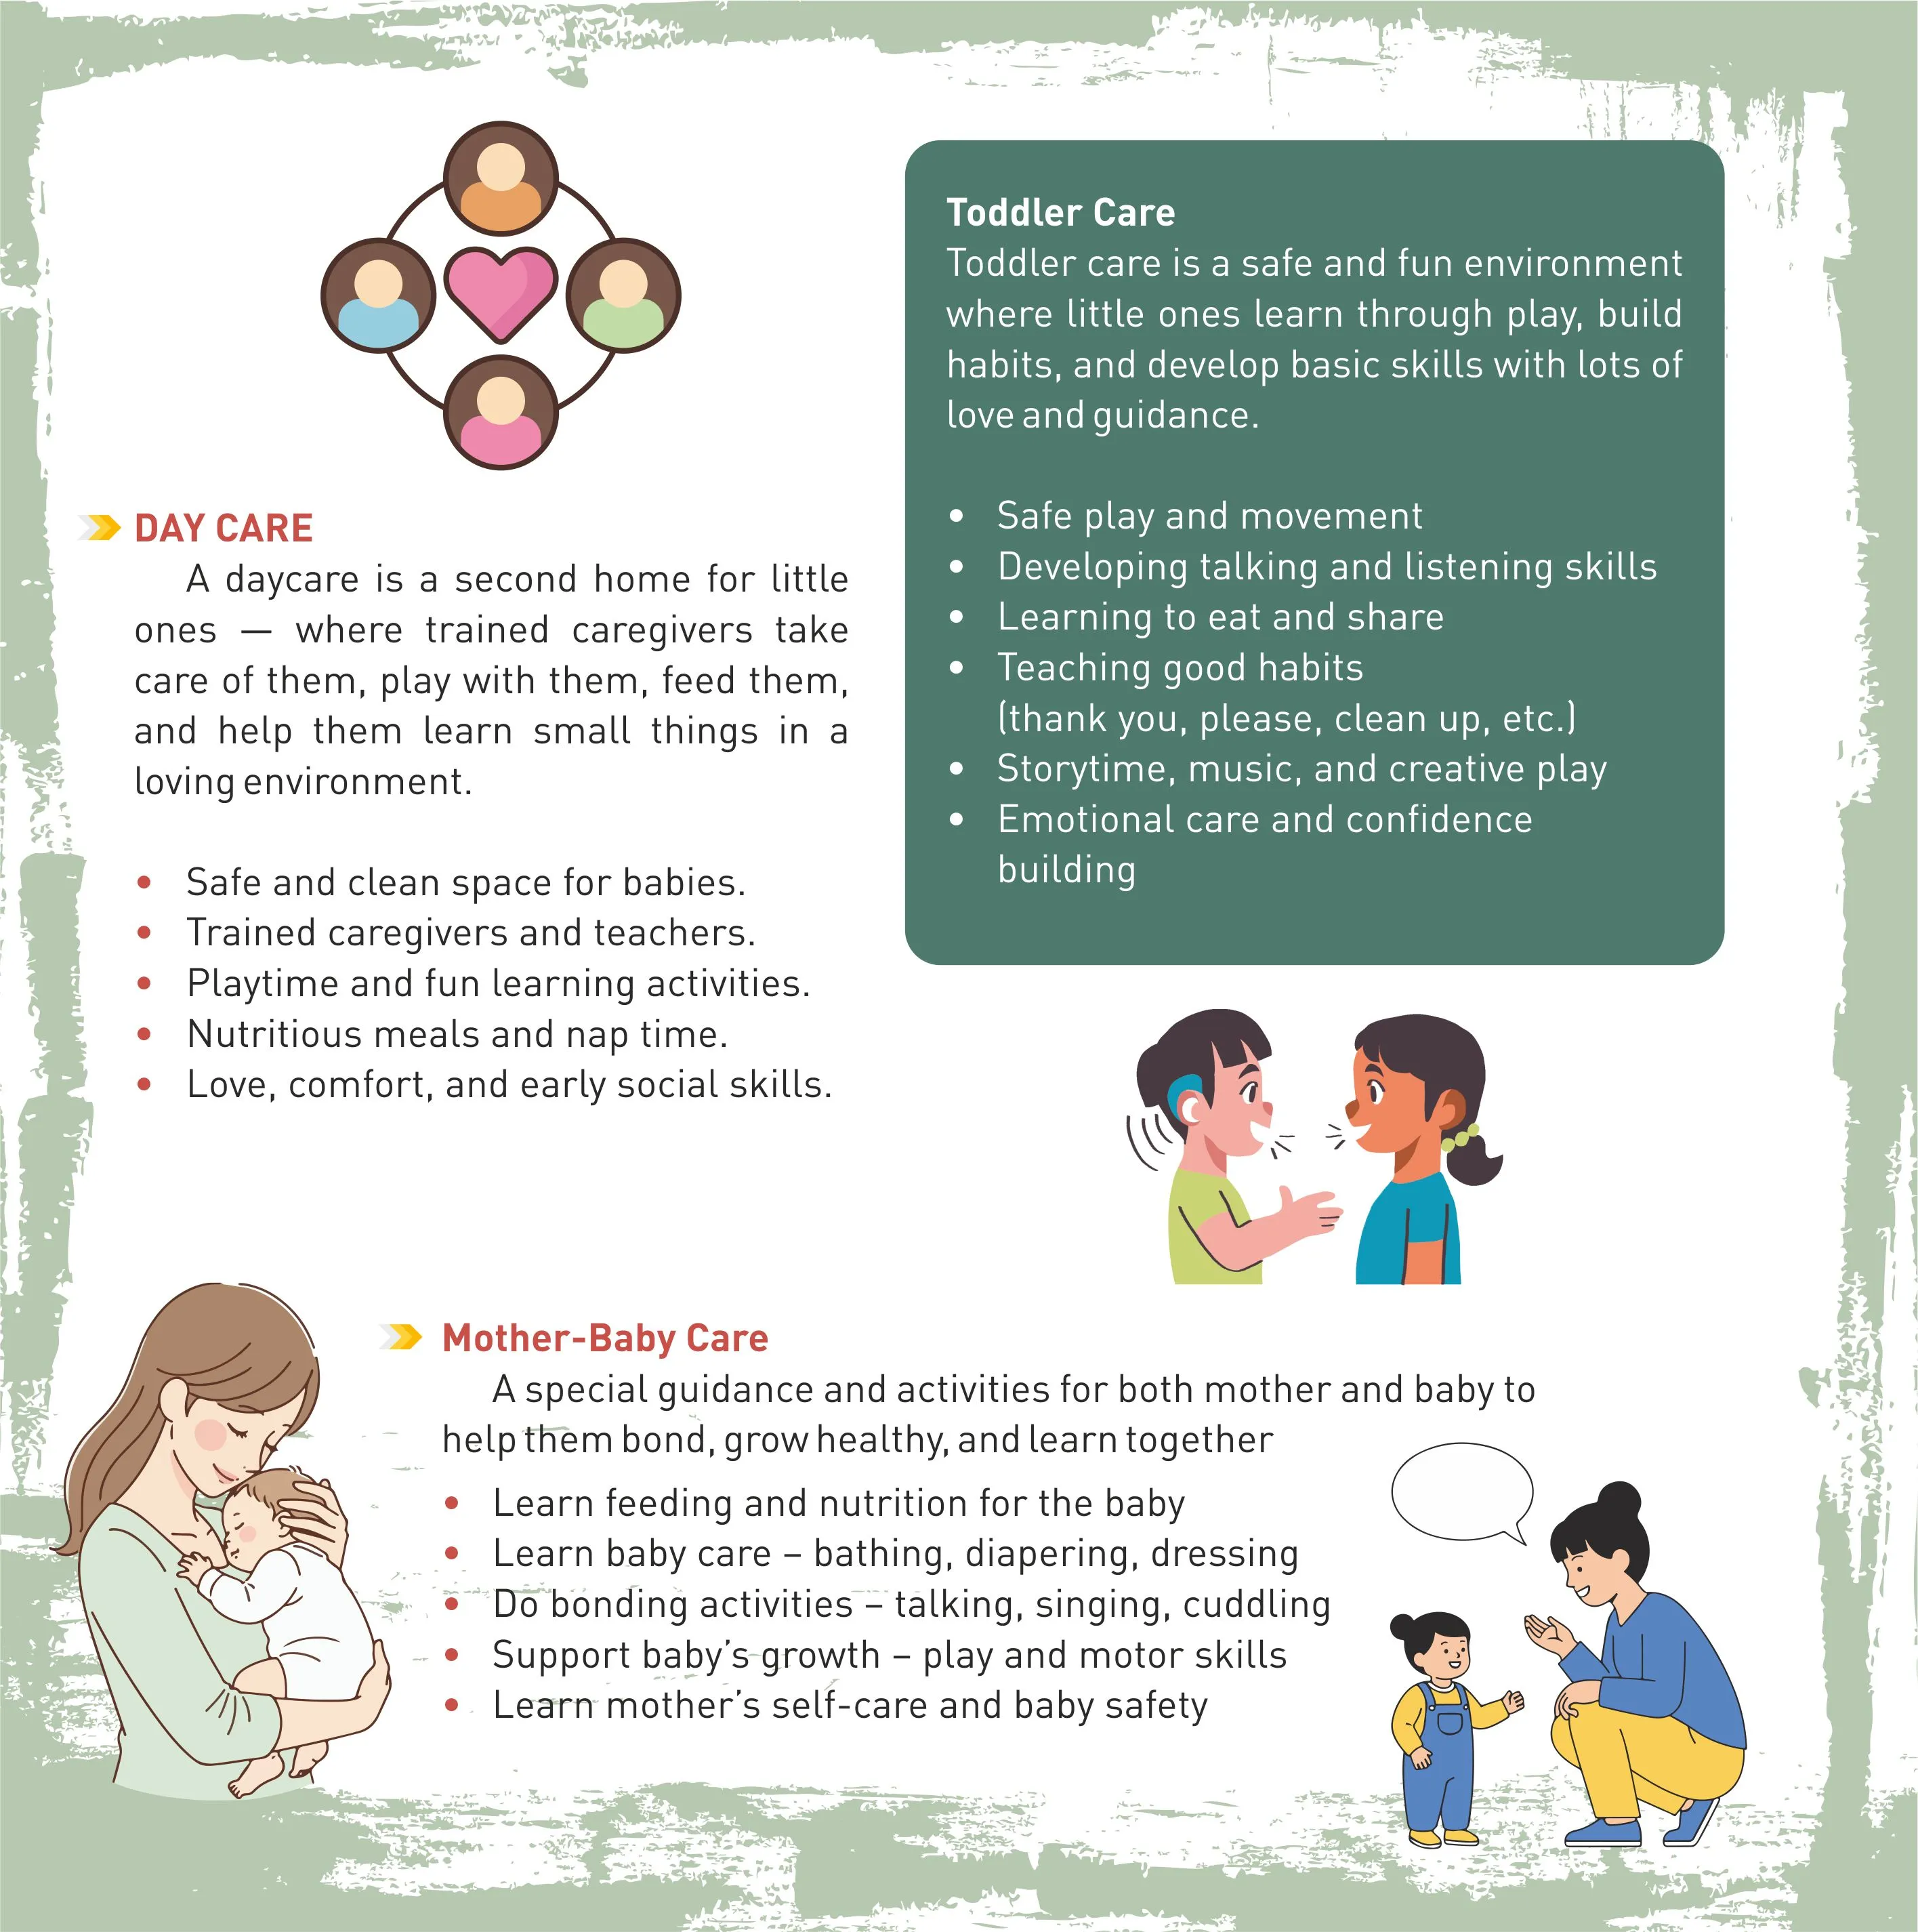 DAY CARE
A daycare is a second home for little
ones — where trained caregivers take
care of them, play with them, feed them,
and help them learn small things in a
loving environment.
• Safe and clean space for babies.
• Trained caregivers and teachers.
• Playtime and fun learning activities.
• Nutritious meals and nap time.
• Love, comfort, and early social skills.
Toddler Care
Toddler care is a safe and fun environment
where little ones learn through play, build
habits, and develop basic skills with lots of
love and guidance.
• Safe play and movement
• Developing talking and listening skills
• Learning to eat and share
• Teaching good habits
(thank you, please, clean up, etc.)
• Storytime, music, and creative play
• Emotional care and confidence
building
Mother-Baby Care
A special guidance and activities for both mother and baby to
help them bond, grow healthy, and learn together
• Learn feeding and nutrition for the baby
• Learn baby care – bathing, diapering, dressing
• Do bonding activities – talking, singing, cuddling
• Support baby’s growth – play and motor skills
• Learn mother’s self-care and baby safety